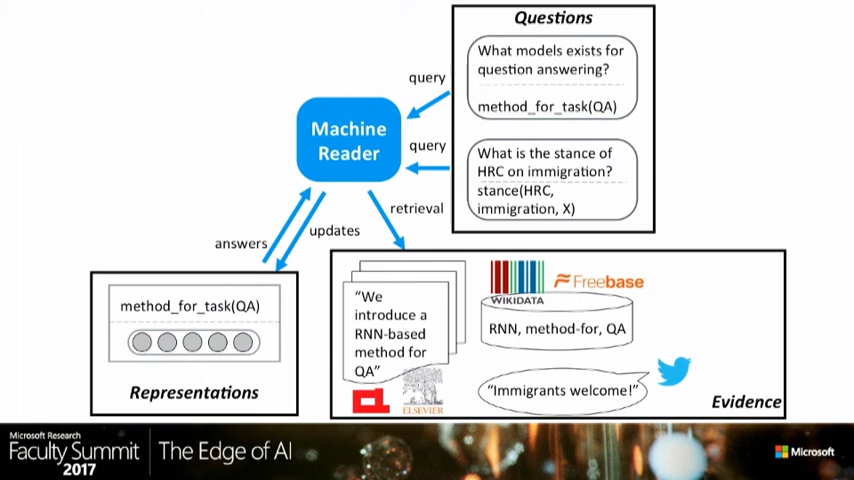 Questions
What models exists for
question answering?
method_for_task(QA)
query
Machine
Reader
query
What is the stance of
HRC on immigration?
stance(HRC,
immigration, X)
retrieval
answers
updates
method_for_task(QA)
Representations
“We
introduce a
RNN-based
method for
QA”
ELSEVIER
WIKIDATA
Freebase
RNN, method-for, QA
“Immigrants welcome!”
Evidence
Microsoft Research
Faculty Summit
2017
The Edge of AI
Microsoft